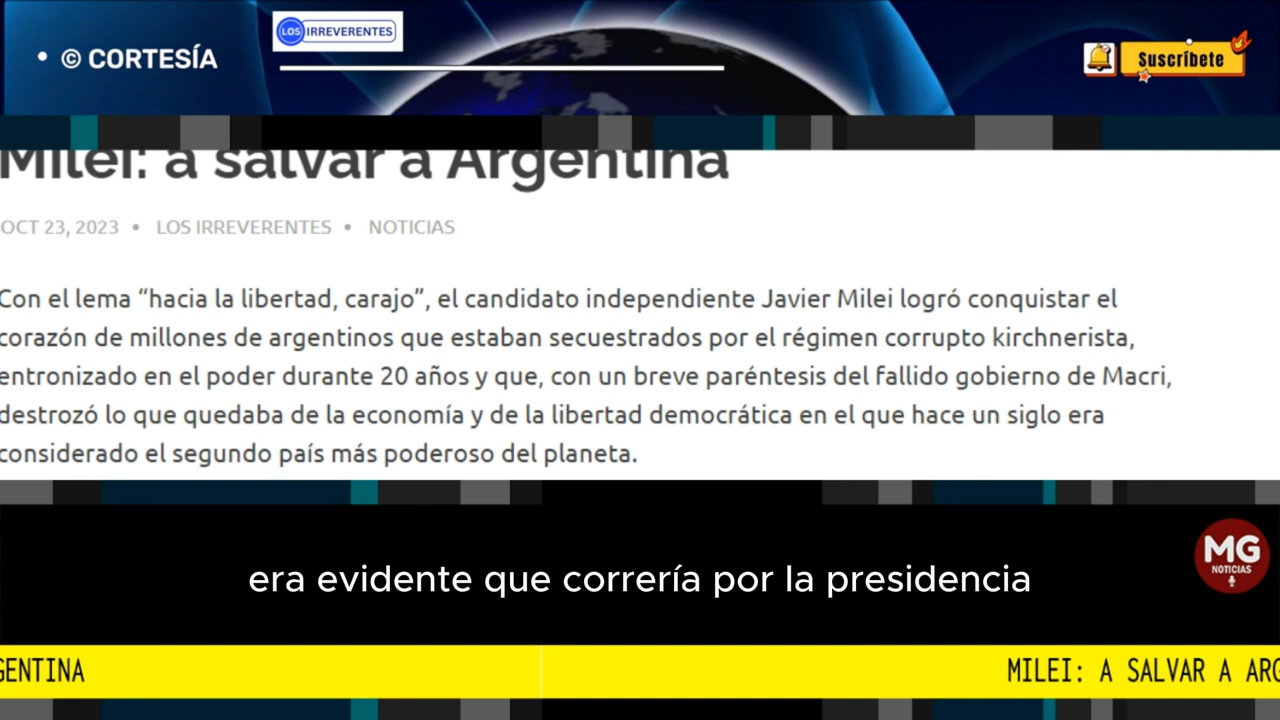 • © CORTESÍA
LOS IRREVERENTES
Suscríbete
Milei: a salvar a Argentina
OCT 23, 2023 • LOS IRREVERENTES • NOTICIAS
Con el lema “hacia la libertad, carajo”, el candidato independiente Javier Milei logró conquistar el
corazón de millones de argentinos que estaban secuestrados por el régimen corrupto kirchnerista,
entronizado en el poder durante 20 años y que, con un breve paréntesis del fallido gobierno de Macri,
destrozó lo que quedaba de la economía y de la libertad democrática en el que hace un siglo era
considerado el segundo país más poderoso del planeta.
era evidente que correría por la presidencia
MG
NOTICIAS
GENTINA
MILEI: A SALVAR A ARG